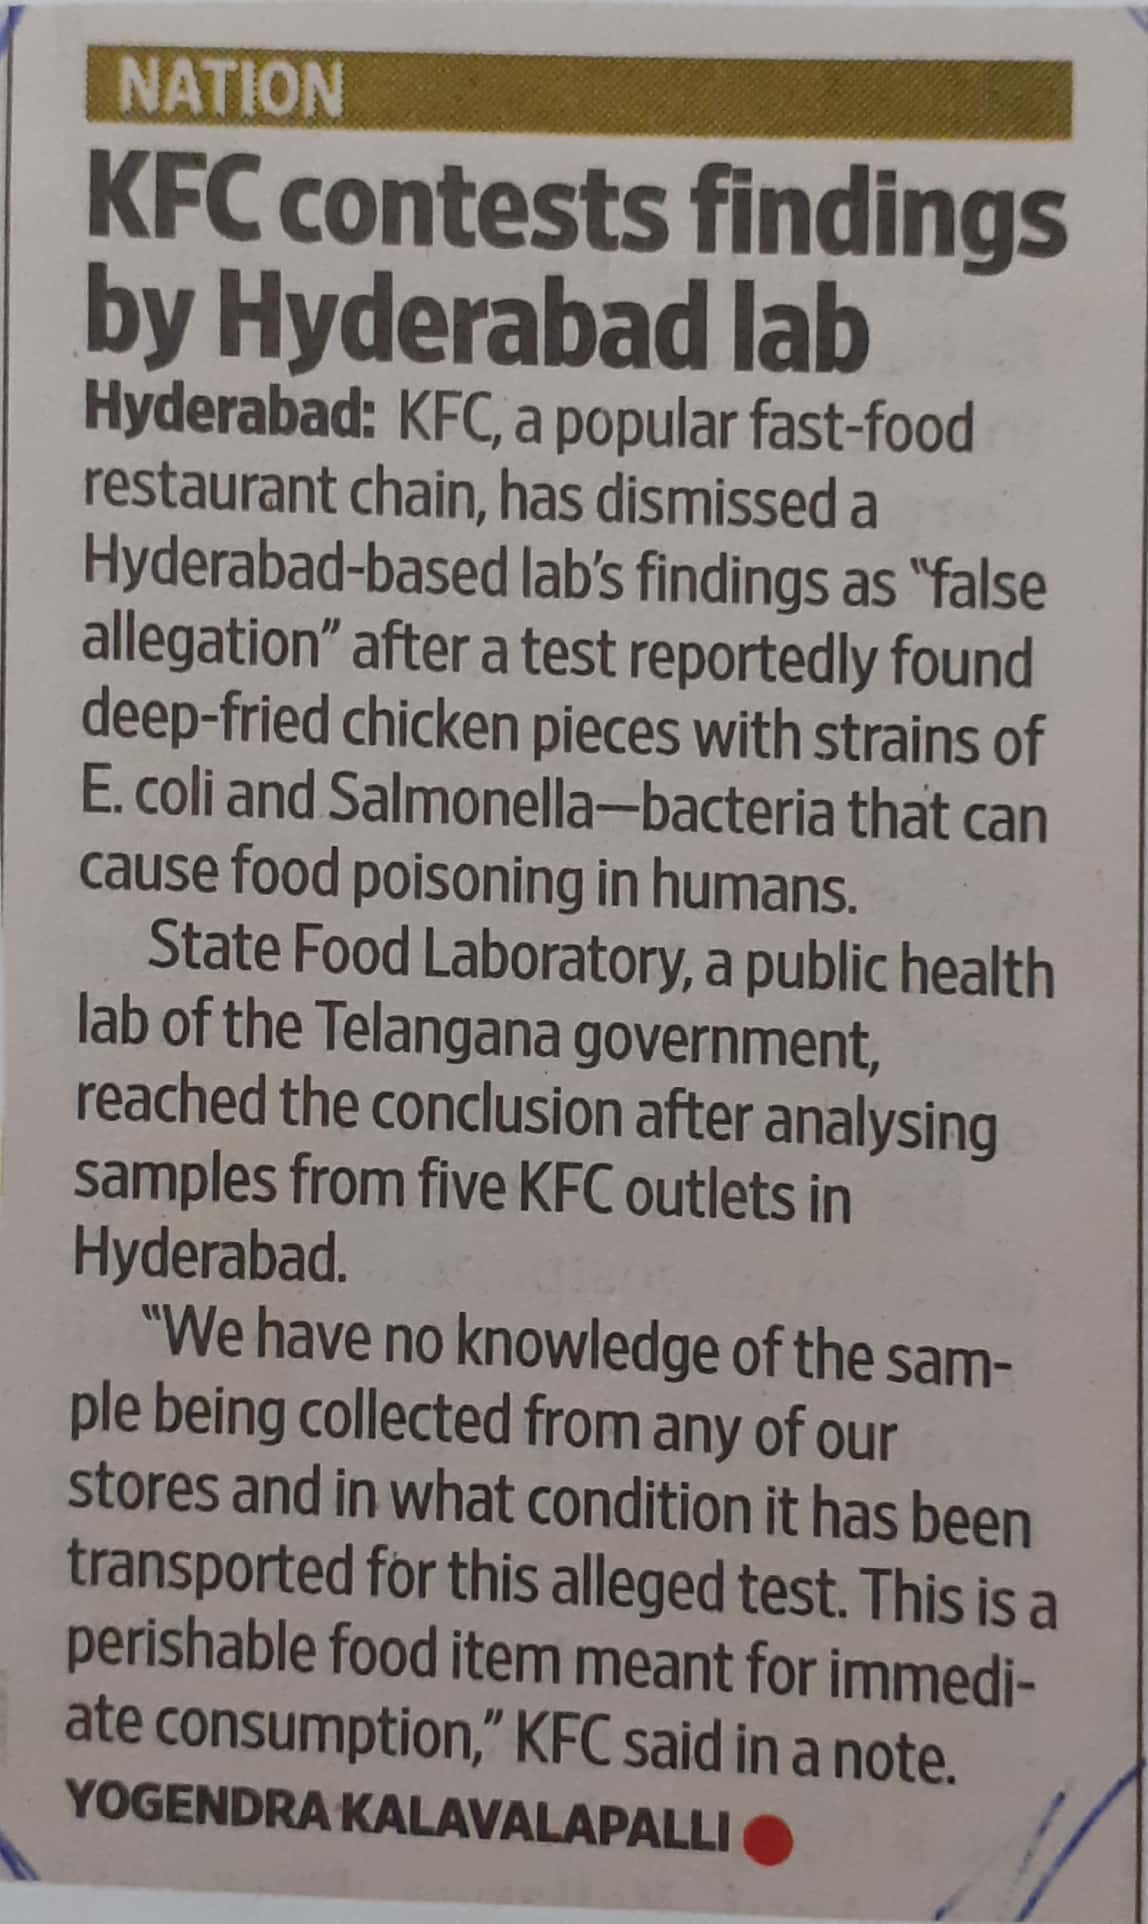 NATION
KFC contests findings
by Hyderabad lab
Hyderabad: KFC, a popular fast-food
restaurant chain, has dismissed a
Hyderabad-based lab's findings as “false
allegation” after a test reportedly found
deep-fried chicken pieces with strains of
E. coli and Salmonella—bacteria that can
cause food poisoning in humans.
State Food Laboratory, a public health
lab of the Telangana government,
reached the conclusion after analysing
samples from five KFC outlets in
Hyderabad.
“We have no knowledge of the sam-
ple being collected from any of our
stores and in what condition it has been
transported for this alleged test. This is a
perishable food item meant for immedi-
ate consumption,” KFC said in a note.
YOGENDRA KALAVALAPALLI